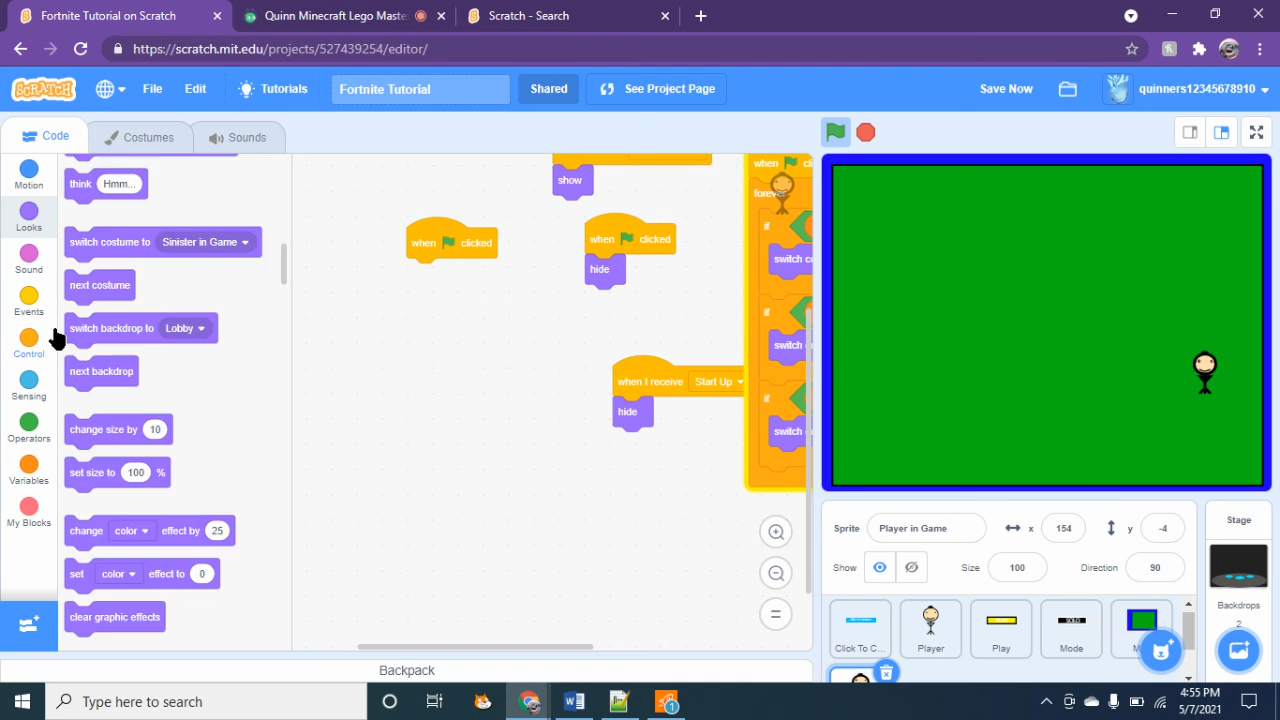 Fortnite Tutorial on Scratch
Quinn Minecraft Lego Maste
Scratch - Search
https://scratch.mit.edu/projects/527439254/editor/
SCRATCH
File
Edit
Tutorials
Fortnite Tutorial
Shared
See Project Page
Save Now
quinners12345678910
Code
Costumes
Sounds
Motion
Looks
Sound
Events
Control
Sensing
Operators
Variables
My Blocks
think Hmm...
switch costume to Sinister in Game
next costume
switch backdrop to Lobby
next backdrop
change size by 10
set size to 100 %
change color effect by 25
set color effect to 0
clear graphic effects
show
when clicked
when clicked
hide
when I receive Start Up
hide
when cli
forever
if
switch co
if
switch c
if
switch c
Sprite
Player in Game
x
154
y
-4
Show
Size
100
Direction
90
Click To C...
Player
Play
Mode
M
Stage
Backdrops
2
Backpack
Type here to search
1
4:55 PM
5/7/2021